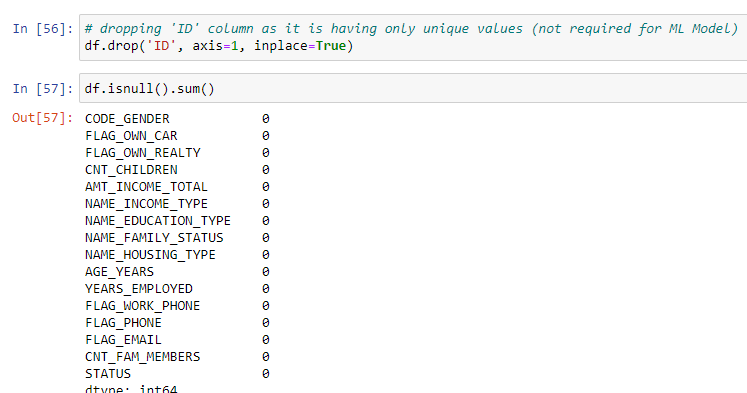 In [56]: # dropping 'ID' column as it is having only unique values (not required for ML Model)
df.drop('ID', axis=1, inplace=True)
In [57]: df.isnull().sum()
Out[57]: CODE_GENDER 0
FLAG_OWN_CAR 0
FLAG_OWN_REALTY 0
CNT_CHILDREN 0
AMT_INCOME_TOTAL 0
NAME_INCOME_TYPE 0
NAME_EDUCATION_TYPE 0
NAME_FAMILY_STATUS 0
NAME_HOUSING_TYPE 0
AGE_YEARS 0
YEARS_EMPLOYED 0
FLAG_WORK_PHONE 0
FLAG_PHONE 0
FLAG_EMAIL 0
CNT_FAM_MEMBERS 0
STATUS 0
dtype: int64